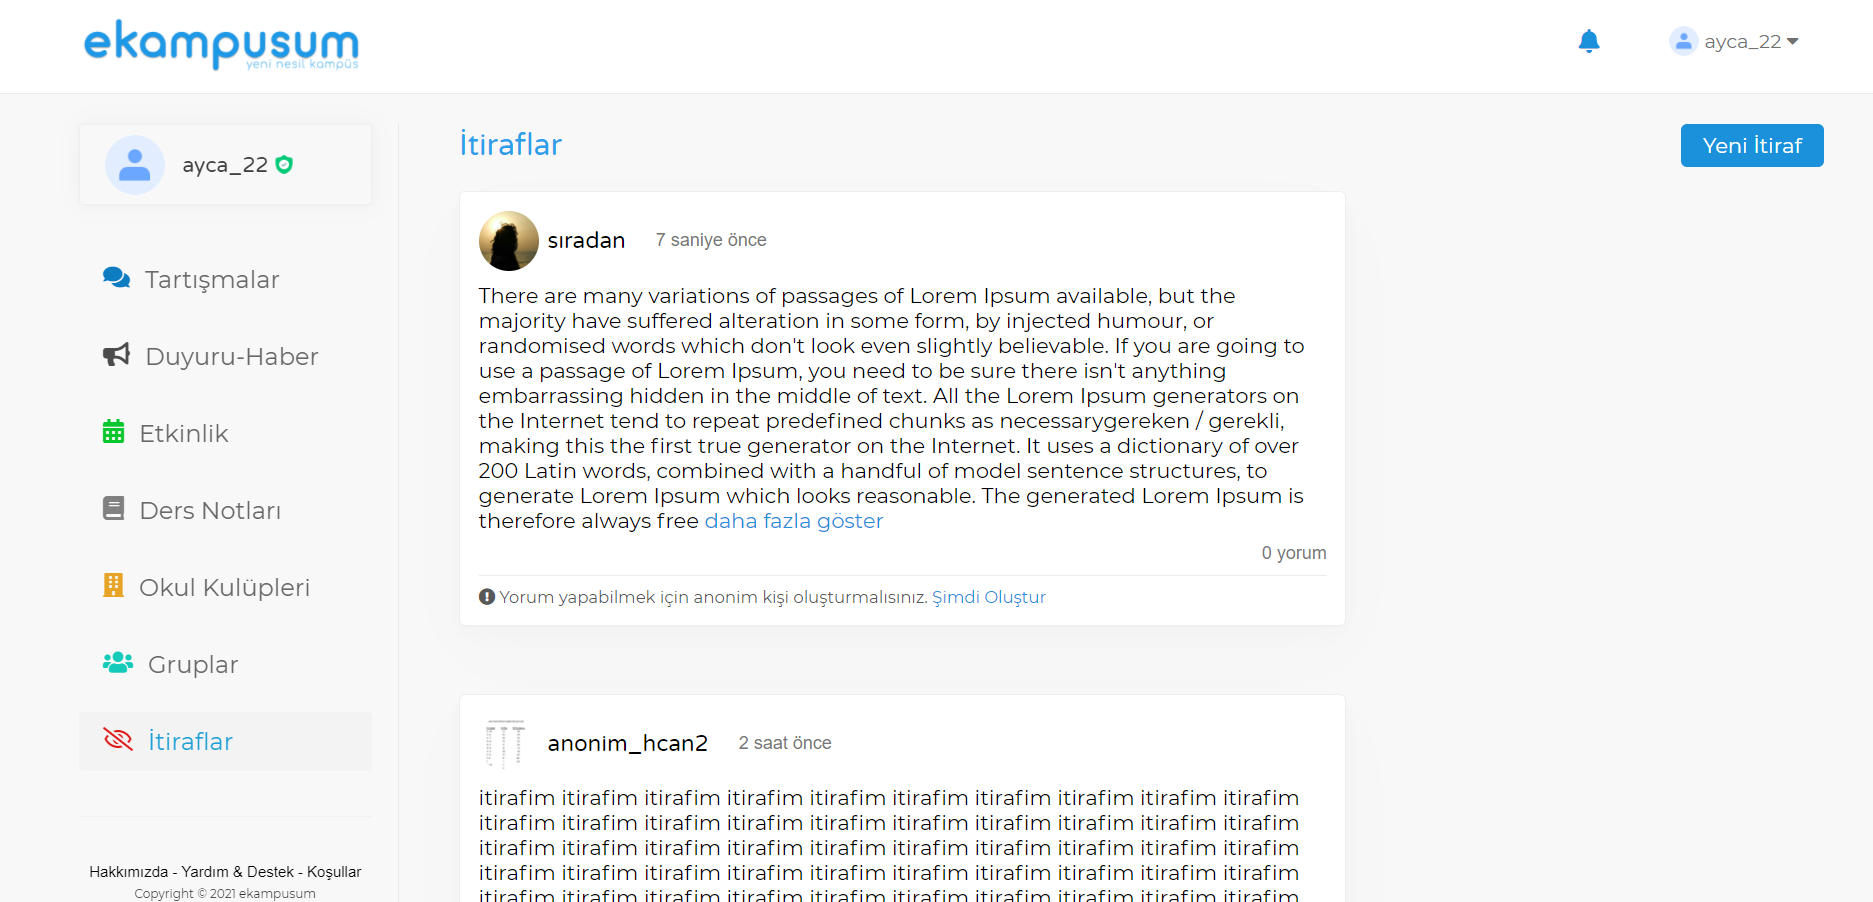 ekampusum
yeni nesil kampüs
ayca_22
ayca_22
Tartışmalar
Duyuru-Haber
Etkinlik
Ders Notları
Okul Kulüpleri
Gruplar
İtiraflar
Hakkımızda - Yardım & Destek - Koşullar
Copyright © 2021 ekampusum
İtiraflar
Yeni İtiraf
sıradan 7 saniye önce
There are many variations of passages of Lorem Ipsum available, but the
majority have suffered alteration in some form, by injected humour, or
randomised words which don't look even slightly believable. If you are going to
use a passage of Lorem Ipsum, you need to be sure there isn't anything
embarrassing hidden in the middle of text. All the Lorem Ipsum generators on
the Internet tend to repeat predefined chunks as necessarygereken / gerekli,
making this the first true generator on the Internet. It uses a dictionary of over
200 Latin words, combined with a handful of model sentence structures, to
generate Lorem Ipsum which looks reasonable. The generated Lorem Ipsum is
therefore always free daha fazla göster
0 yorum
Yorum yapabilmek için anonim kişi oluşturmalısınız. Şimdi Oluştur
anonim_hcan2 2 saat önce
itirafim itirafim itirafim itirafim itirafim itirafim itirafim itirafim itirafim itirafim
itirafim itirafim itirafim itirafim itirafim itirafim itirafim itirafim itirafim itirafim
itirafim itirafim itirafim itirafim itirafim itirafim itirafim itirafim itirafim itirafim
itirafim itirafim itirafim itirafim itirafim itirafim itirafim itirafim itirafim itirafim
itirafim itirafim itirafim itirafim itirafim itirafim itirafim itirafim itirafim itirafim